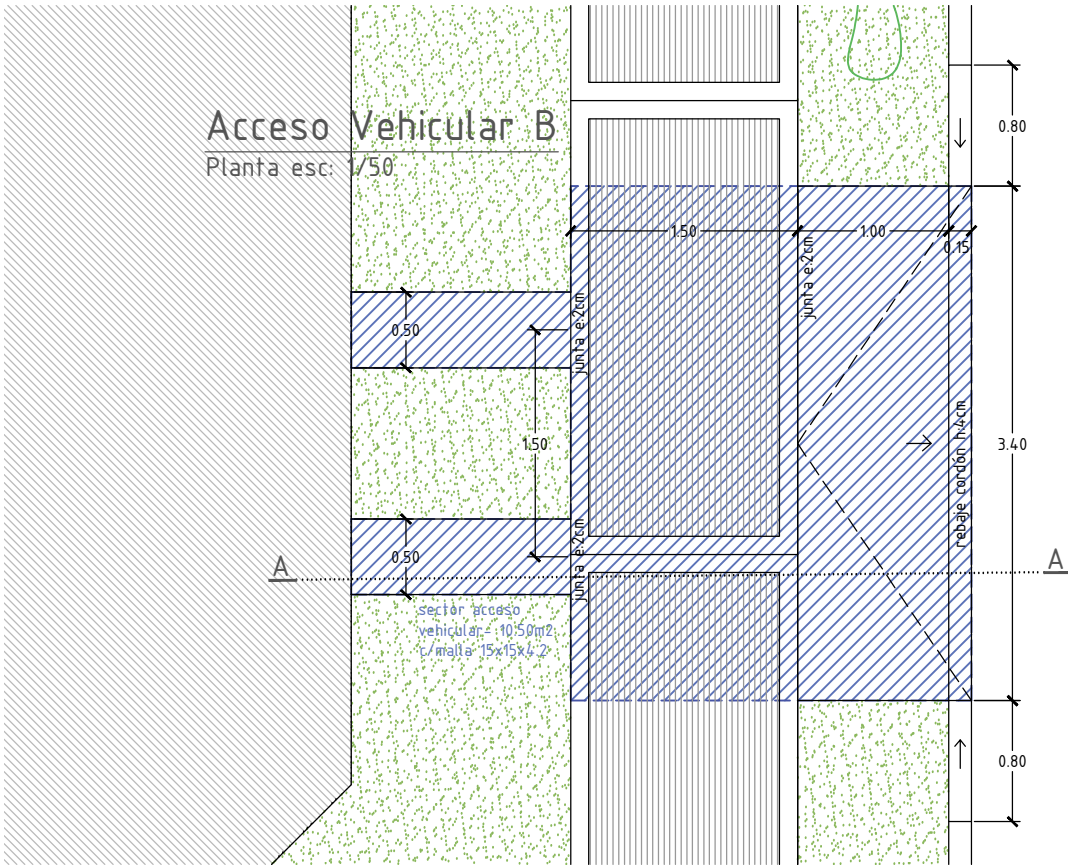 Acceso Vehicular B
Planta esc: 1/50
0.80
1.50
1.00
0.15
junta e:2cm
junta e:2cm
0.50
1.50
3.40
rebaje cordón h:4cm
junta e:2cm
0.50
A
A
sector acceso
vehicular= 10.50m2
c/malla 15x15x4.2
0.80